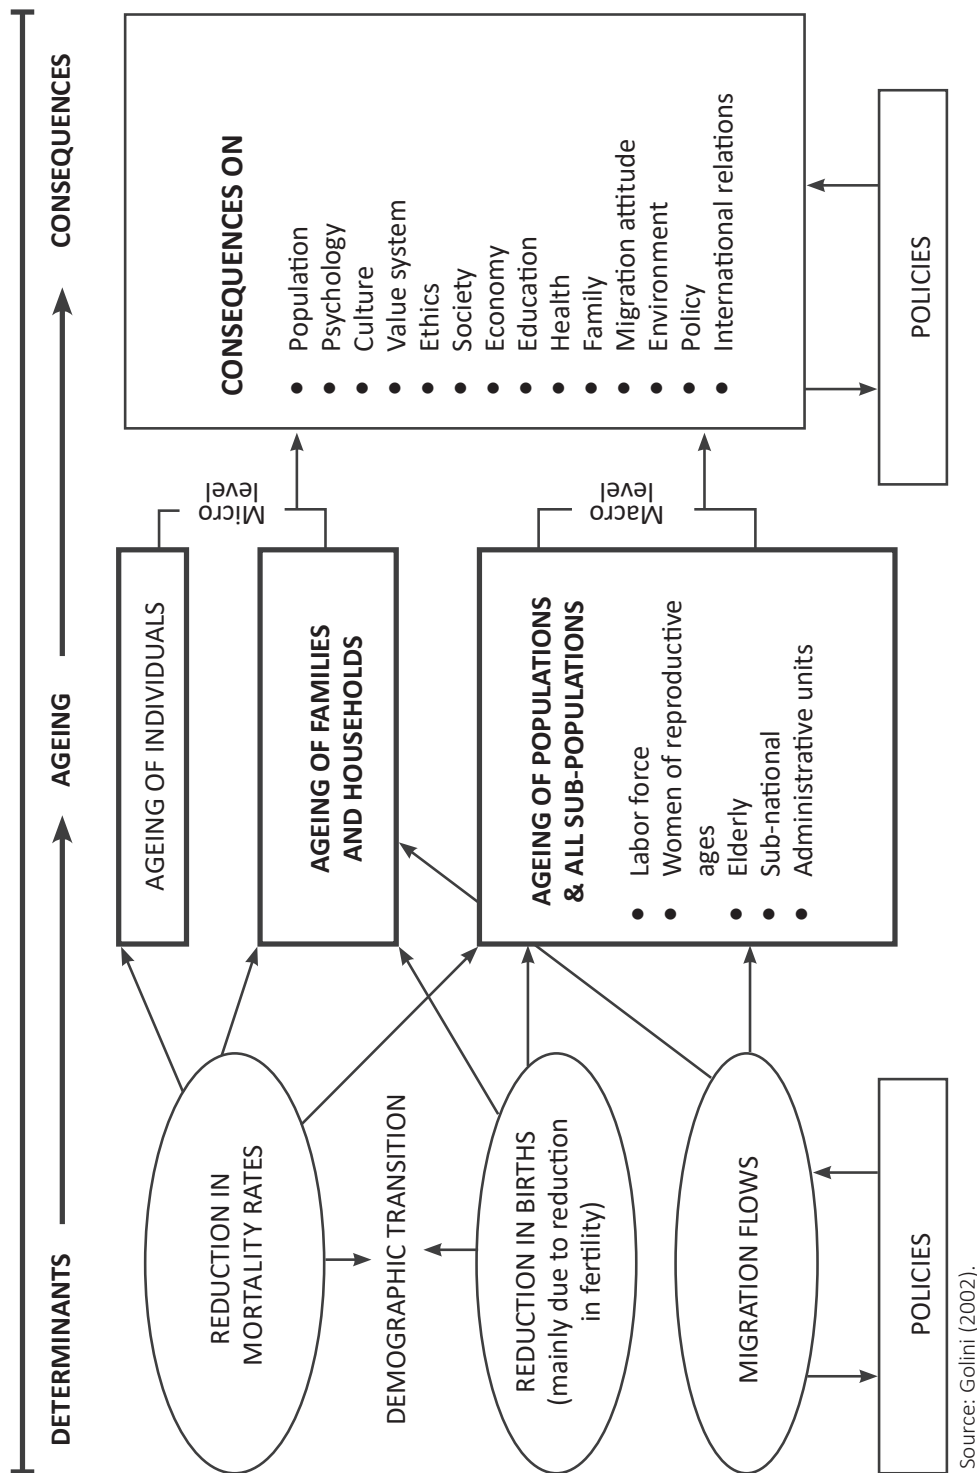 DETERMINANTS
AGEING
CONSEQUENCES
REDUCTION IN
MORTALITY RATES
DEMOGRAPHIC TRANSITION
REDUCTION IN BIRTHS
(mainly due to reduction
in fertility)
MIGRATION FLOWS
POLICIES
AGEING OF INDIVIDUALS
AGEING OF FAMILIES
AND HOUSEHOLDS
AGEING OF POPULATIONS
& ALL SUB-POPULATIONS
• Labor force
• Women of reproductive
ages
• Elderly
• Sub-national
• Administrative units
Micro
level
Macro
level
CONSEQUENCES ON
• Population
• Psychology
• Culture
• Value system
• Ethics
• Society
• Economy
• Education
• Health
• Family
• Migration attitude
• Environment
• Policy
• International relations
POLICIES
Source: Golini (2002).